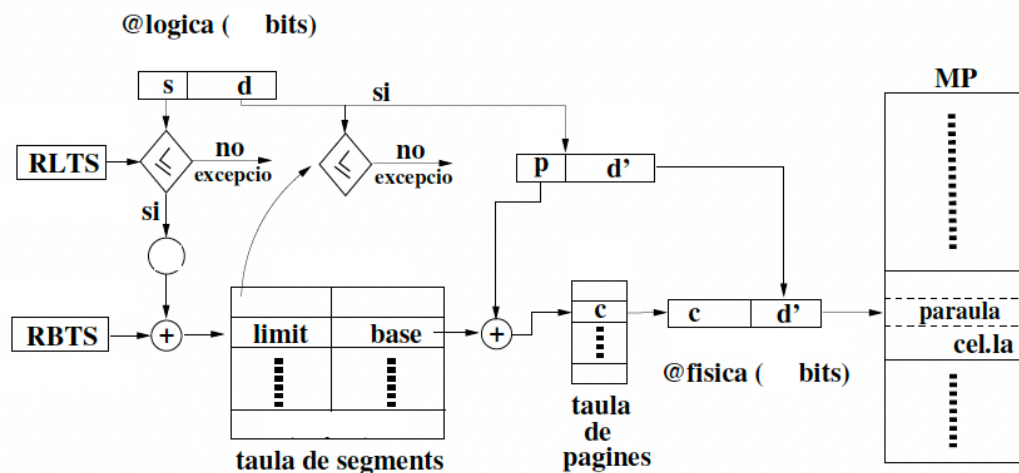 @logica (    bits)
s d
si
MP
RLTS
≤
no
excepcio
≤
no
excepcio
p d'
si
RBTS
+
limit base
+
c
c d'
paraula
cel.la
@fisica (    bits)
taula
de
pagines
taula de segments